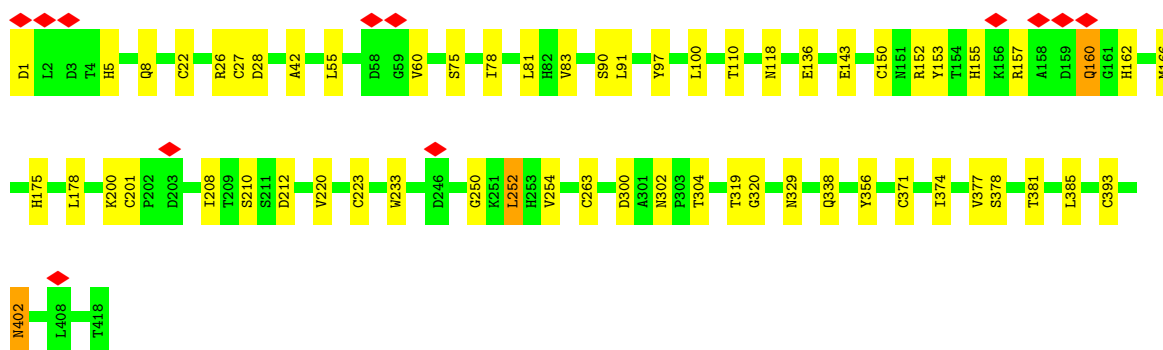 D1 L2 D3 T4 H5 Q8 C22 R26 C27 D28 A42 L55 D58 G59 V60 S75 I78 L81 H82 V83 S90 L91 Y97 L100 T110 N118 E136 E143 C150 N151 R152 Y153 T154 H155 K156 R157 A158 D159 Q160 G161 H162
H175 L178 K200 C201 P202 D203 I208 T209 S210 S211 D212 V220 C223 W233 D246 G250 K251 L252 H253 V254 C263 D300 A301 N302 P303 T304 T319 G320 N329 Q338 Y356 C371 I374 V377 S378 T381 L385 C393
N402 L408 T418